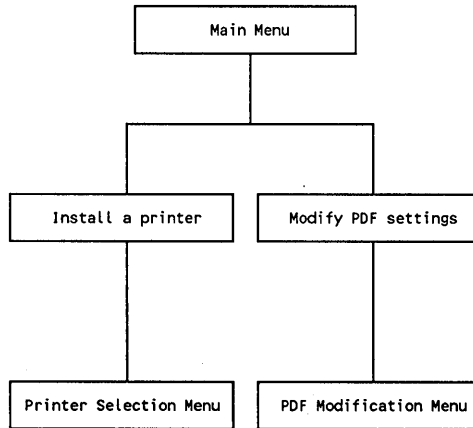 Main Menu
Install a printer
Modify PDF settings
Printer Selection Menu
PDF Modification Menu